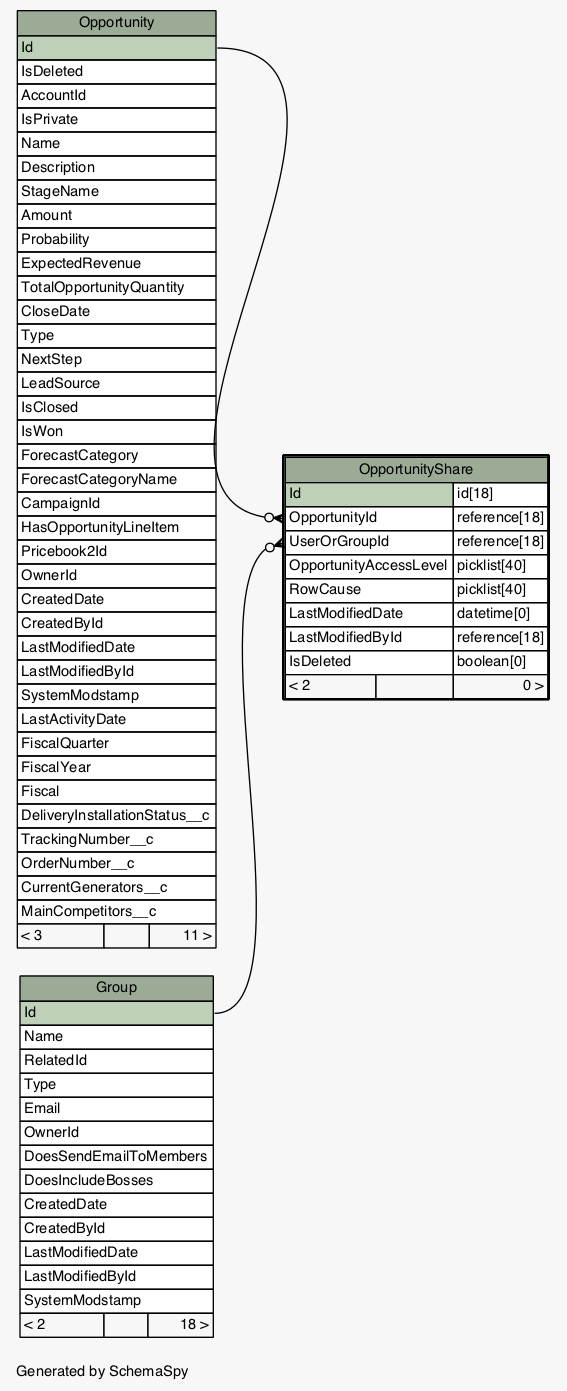 Opportunity
Id
IsDeleted
AccountId
IsPrivate
Name
Description
StageName
Amount
Probability
ExpectedRevenue
TotalOpportunityQuantity
CloseDate
Type
NextStep
LeadSource
IsClosed
IsWon
ForecastCategory
ForecastCategoryName
CampaignId
HasOpportunityLineItem
Pricebook2Id
OwnerId
CreatedDate
CreatedById
LastModifiedDate
LastModifiedById
SystemModstamp
LastActivityDate
FiscalQuarter
FiscalYear
Fiscal
DeliveryInstallationStatus__c
TrackingNumber__c
OrderNumber__c
CurrentGenerators__c
MainCompetitors__c
< 3 11 >
OpportunityShare
Id id[18]
OpportunityId reference[18]
UserOrGroupId reference[18]
OpportunityAccessLevel picklist[40]
RowCause picklist[40]
LastModifiedDate datetime[0]
LastModifiedById reference[18]
IsDeleted boolean[0]
< 2 0 >
Group
Id
Name
RelatedId
Type
Email
OwnerId
DoesSendEmailToMembers
DoesIncludeBosses
CreatedDate
CreatedById
LastModifiedDate
LastModifiedById
SystemModstamp
< 2 18 >
Generated by SchemaSpy